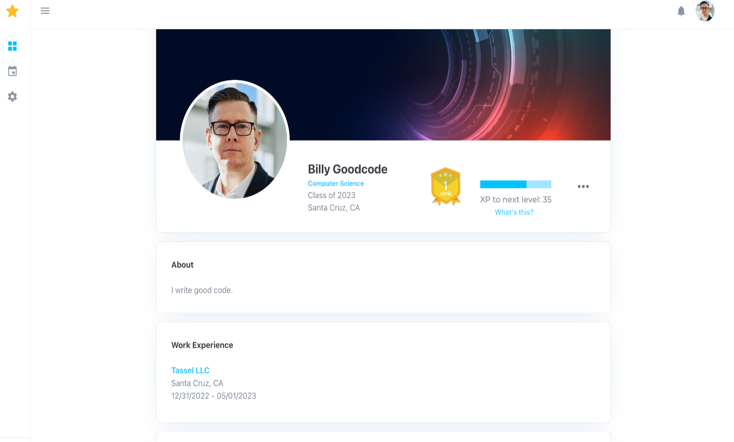 Billy Goodcode
Computer Science
Class of 2023
Santa Cruz, CA
1
LEVEL
XP to next level: 35
What's this?
About
I write good code.
Work Experience
Tassel LLC
Santa Cruz, CA
12/31/2022 - 05/01/2023